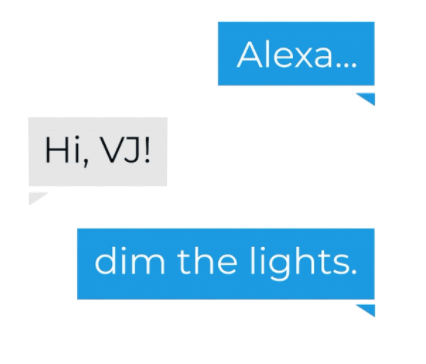 Alexa...
Hi, VJ!
dim the lights.